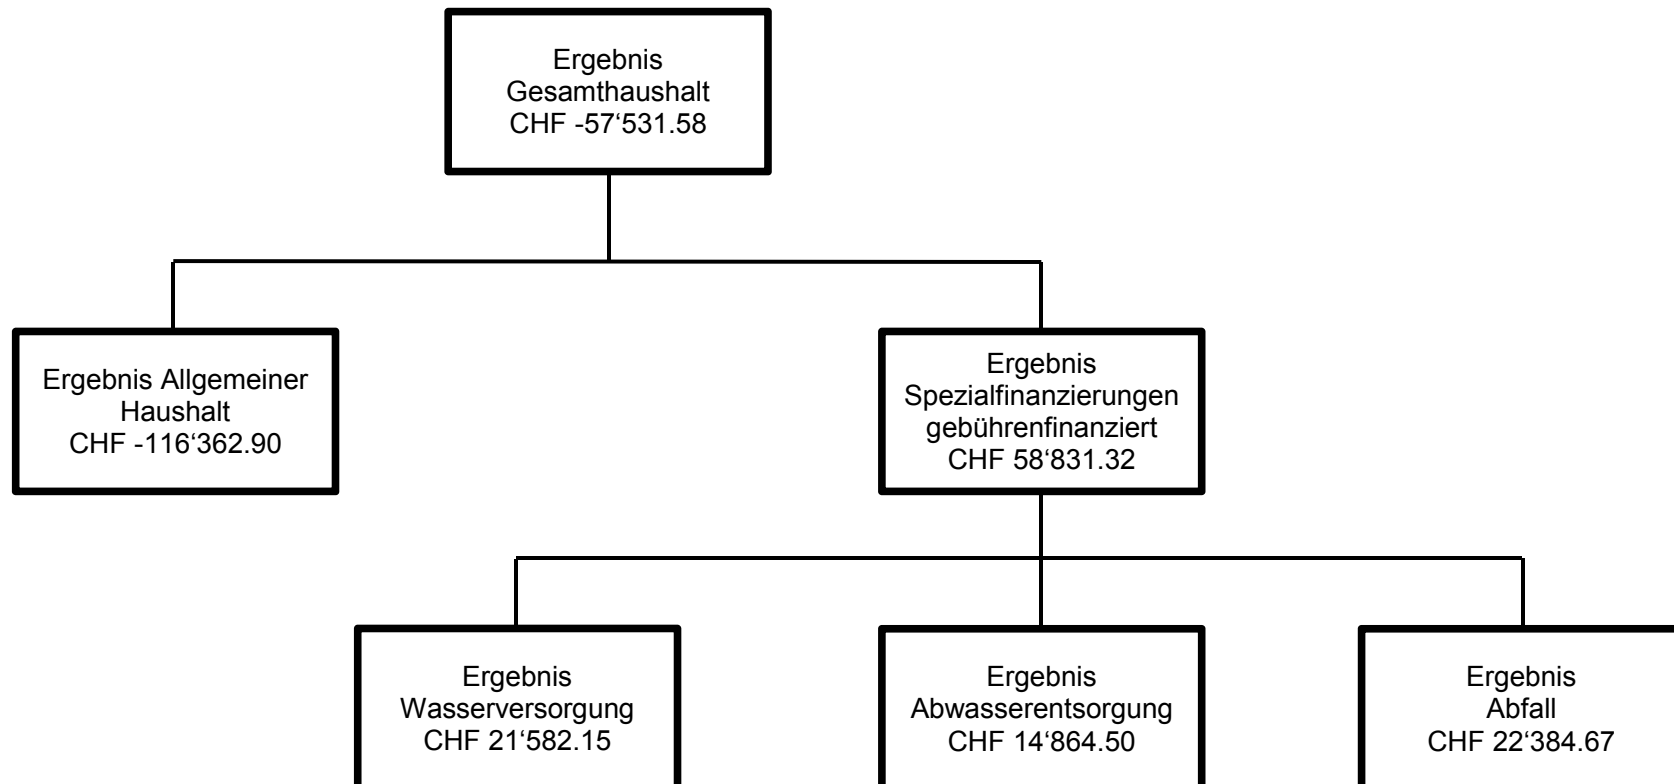 Ergebnis
Gesamthaushalt
CHF -57‘531.58
Ergebnis Allgemeiner
Haushalt
CHF -116‘362.90
Ergebnis
Spezialfinanzierungen
gebührenfinanziert
CHF 58‘831.32
Ergebnis
Wasserversorgung
CHF 21‘582.15
Ergebnis
Abwasserentsorgung
CHF 14‘864.50
Ergebnis
Abfall
CHF 22‘384.67